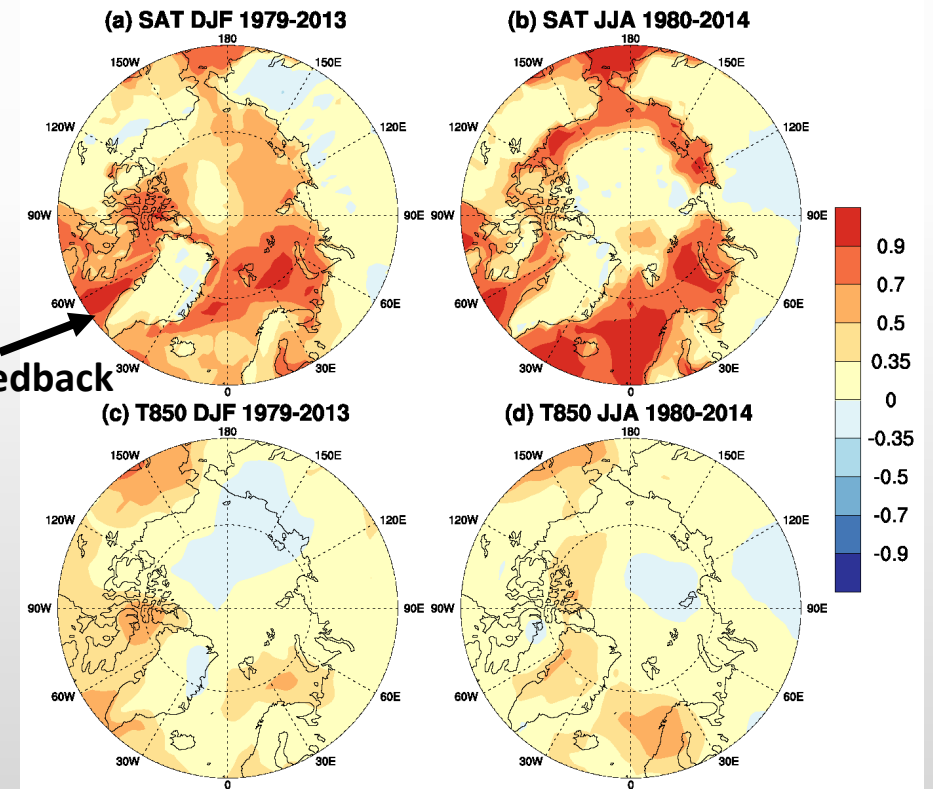 (a) SAT DJF 1979-2013
(b) SAT JJA 1980-2014
180
180
150W
150E
150W
150E
120W
120E
120W
120E
90W
90E
90W
90E
60W
60E
60W
60E
30W
30E
30W
30E
0
0
edback
0.9
0.7
0.5
0.35
0
-0.35
-0.5
-0.7
-0.9
(c) T850 DJF 1979-2013
(d) T850 JJA 1980-2014
180
180
150W
150E
150W
150E
120W
120E
120W
120E
90W
90E
90W
90E
60W
60E
60W
60E
30W
30E
30W
30E
0
0